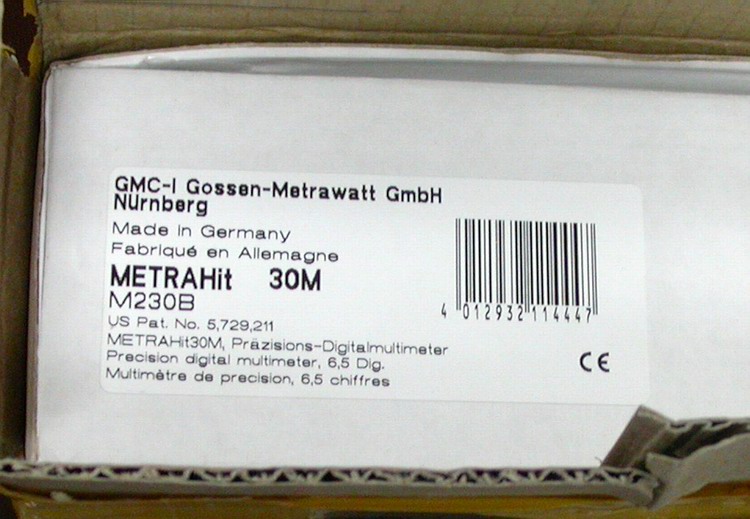 GMC-I Gossen-Metrawatt GmbH
Nürnberg
Made in Germany
Fabriqué en Allemagne
METRAHit 30M
M230B
US Pat. No. 5,729,211
METRAHit30M, Präzisions-Digitalmultimeter
Precision digital multimeter, 6,5 Dig.
Multimètre de precision, 6,5 chiffres
4 012932 114447
CE